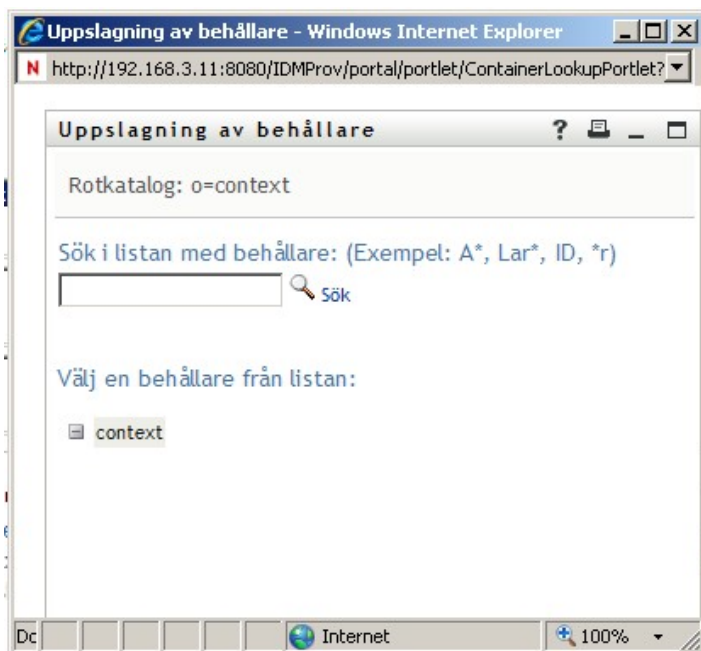 Uppslagning av behållare - Windows Internet Explorer
N http://192.168.3.11:8080/IDMProv/portal/portlet/ContainerLookupPortlet?
Uppslagning av behållare ?
Rotkatalog: o=context
Sök i listan med behållare: (Exempel: A*, Lar*, ID, *r)
Sök
Välj en behållare från listan:
context
Dc Internet 100%